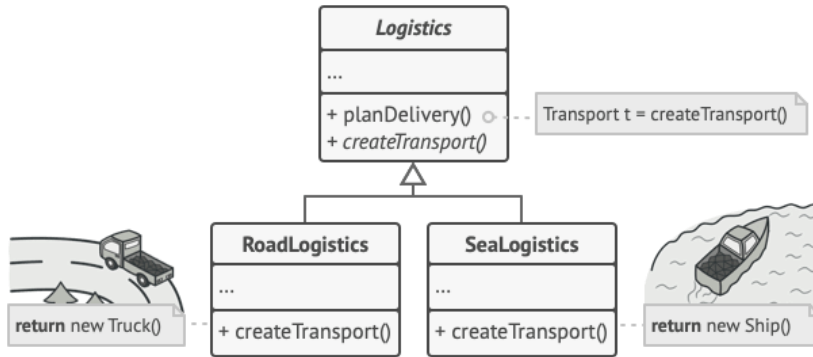 Logistics
...
+ planDelivery()
+ createTransport()
Transport t = createTransport()
RoadLogistics
...
+ createTransport()
SeaLogistics
...
+ createTransport()
return new Truck()
return new Ship()